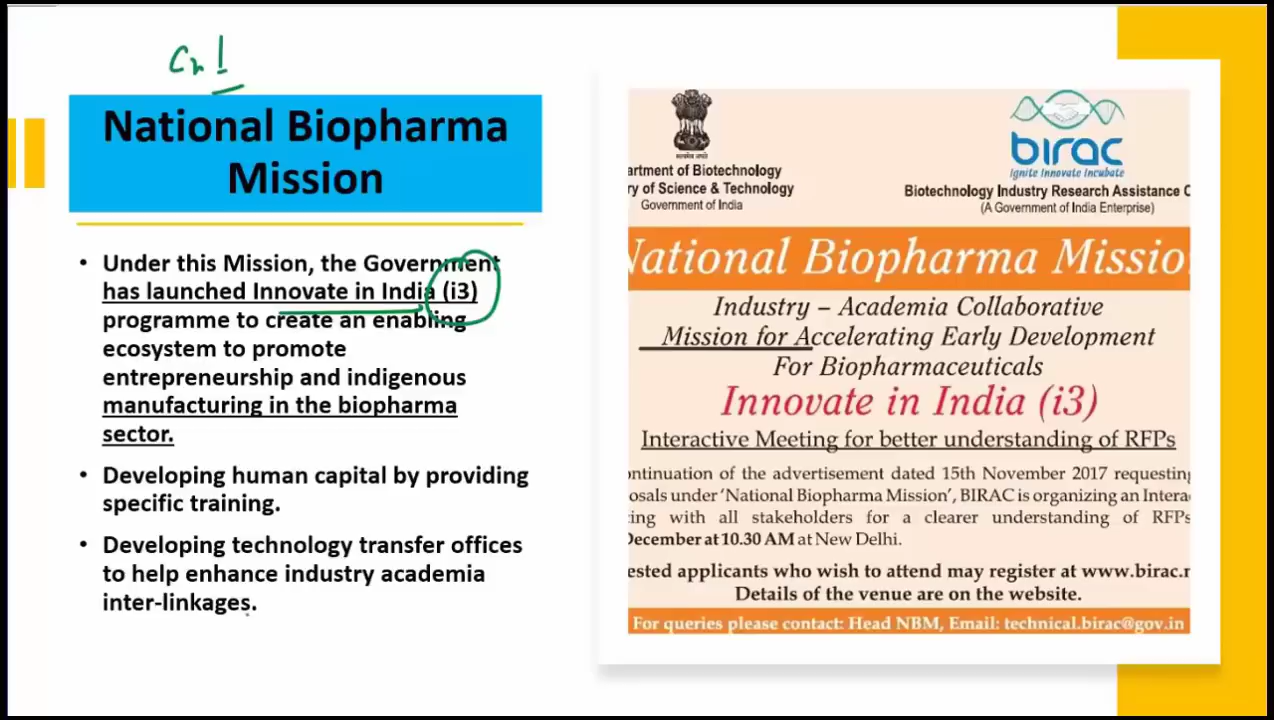 National Biopharma
Mission
• Under this Mission, the Government
has launched Innovate in India (i3)
programme to create an enabling
ecosystem to promote
entrepreneurship and indigenous
manufacturing in the biopharma
sector.
• Developing human capital by providing
specific training.
• Developing technology transfer offices
to help enhance industry academia
inter-linkages.
सत्यमेव जयते
artment of Biotechnology
ry of Science & Technology
Government of India
birac
Ignite Innovate Incubate
Biotechnology Industry Research Assistance C
(A Government of India Enterprise)
National Biopharma Missio
Industry – Academia Collaborative
Mission for Accelerating Early Development
For Biopharmaceuticals
Innovate in India (i3)
Interactive Meeting for better understanding of RFPs
ontinuation of the advertisement dated 15th November 2017 requesting
osals under 'National Biopharma Mission', BIRAC is organizing an Intera
ting with all stakeholders for a clearer understanding of RFPs
December at 10.30 AM at New Delhi.
ested applicants who wish to attend may register at www.birac.n
Details of the venue are on the website.
For queries please contact: Head NBM, Email: technical.birac@gov.in